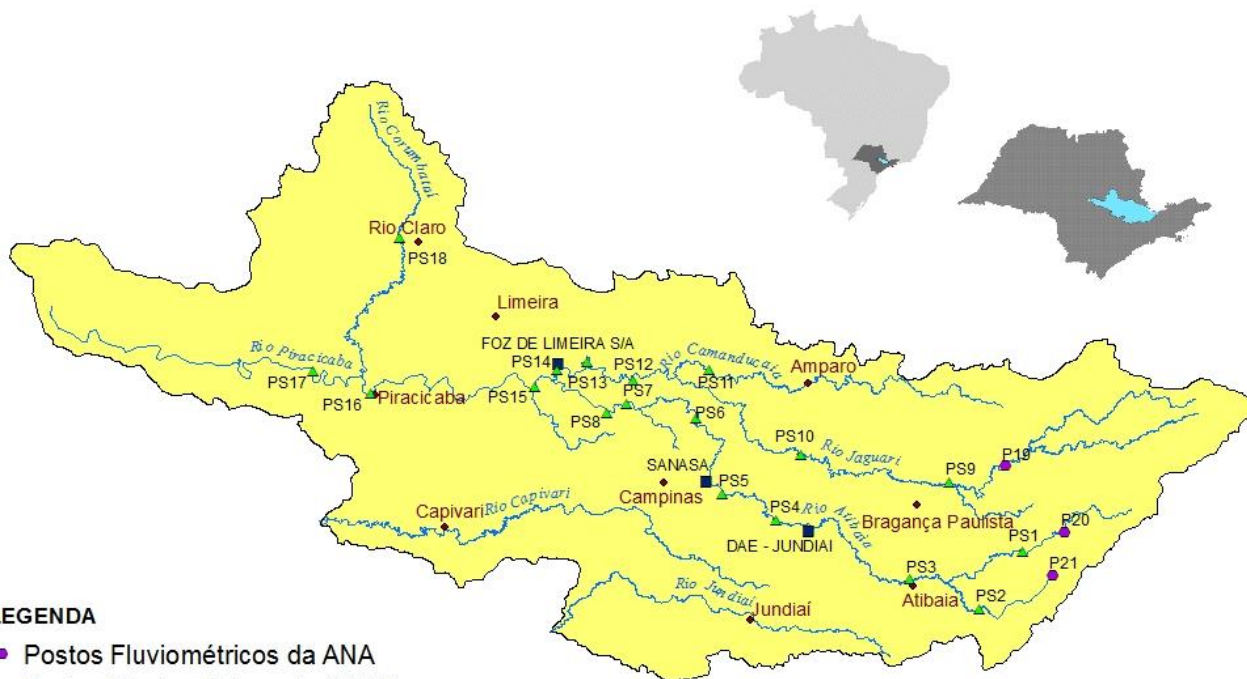 Rio Corumbataí
Rio Claro
PS18
Limeira
FOZ DE LIMEIRA S/A
Rio Piracicaba
PS17
PS16
Piracicaba
PS14
PS13
PS12
PS15
PS7
PS8
Rio Camanducaia
PS11
Amparo
PS6
PS10
Rio Jaguari
PS9
P19
SANASA
Campinas
PS5
PS4
Rio Atibaia
DAE - JUNDIAI
Bragança Paulista
PS1
P20
P21
PS3
Atibaia
PS2
Capivari
Rio Capivari
Rio Jundiaí
Jundiaí
LEGENDA
Postos Fluviométricos da ANA